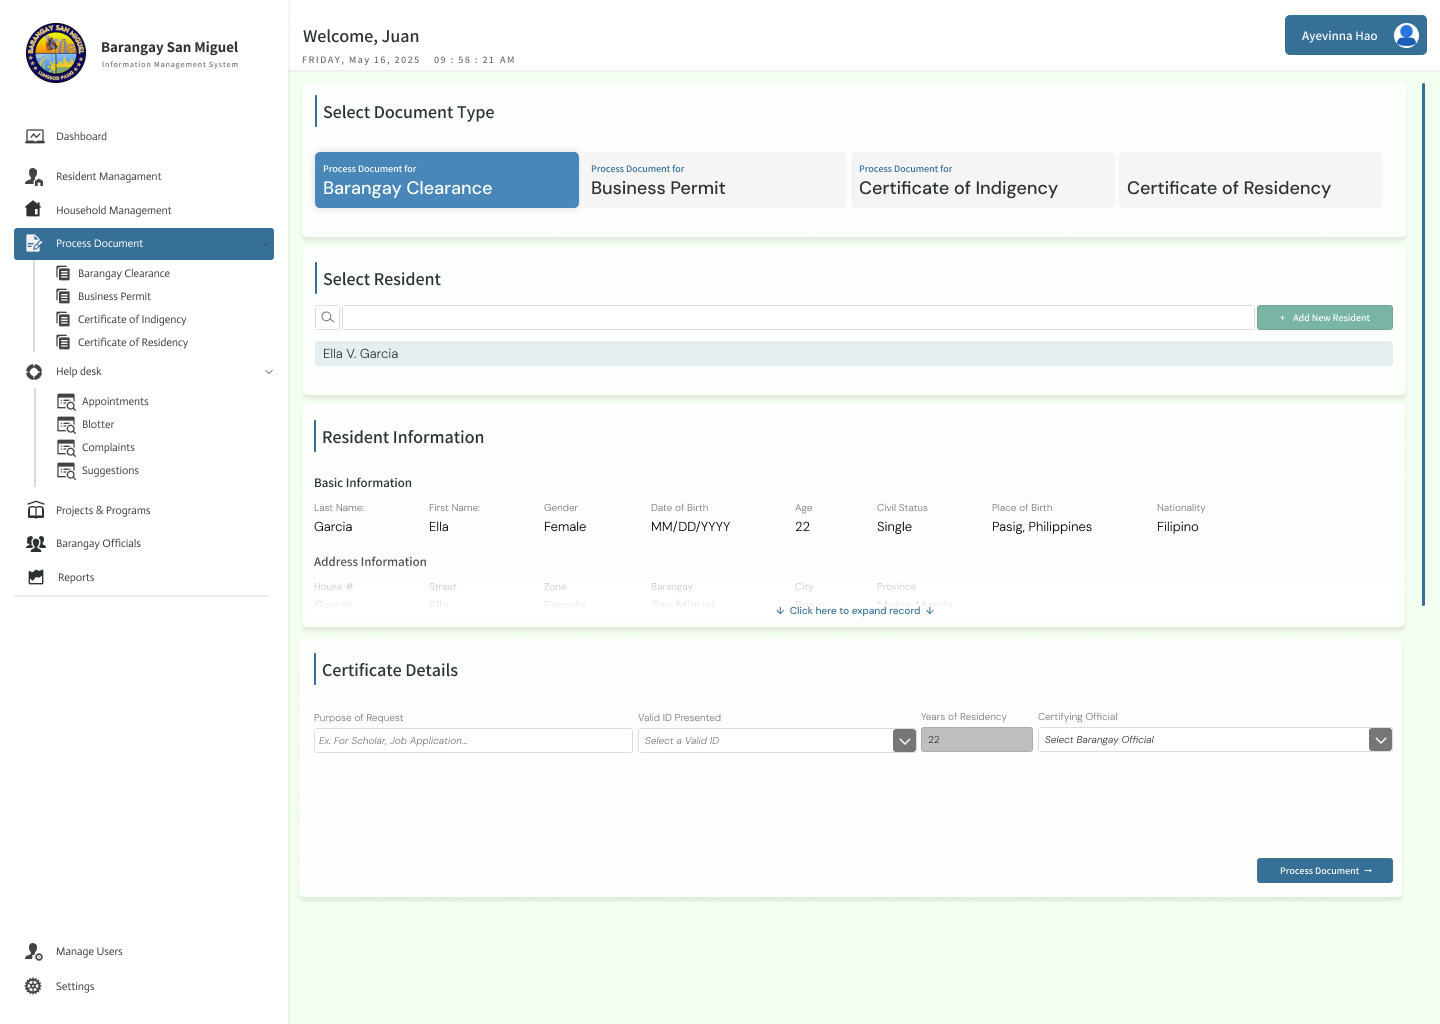 BARANGAY SAN MIGUEL
LUNGSOD PASIG
Barangay San Miguel
Information Management System
Welcome, Juan
FRIDAY, May 16, 2025 09 : 58 : 21 AM
Ayevinna Hao
Dashboard
Resident Managament
Household Management
Process Document
Barangay Clearance
Business Permit
Certificate of Indigency
Certificate of Residency
Help desk
Appointments
Blotter
Complaints
Suggestions
Projects & Programs
Barangay Officials
Reports
Manage Users
Settings
Select Document Type
Process Document for
Barangay Clearance
Process Document for
Business Permit
Process Document for
Certificate of Indigency
Certificate of Residency
Select Resident
+ Add New Resident
Ella V. Garcia
Resident Information
Basic Information
Last Name: First Name: Gender Date of Birth Age Civil Status Place of Birth Nationality
Garcia Ella Female MM/DD/YYYY 22 Single Pasig, Philippines Filipino
Address Information
House # Street Zone Barangay City Province
Garcia Ella Female San Miguel Pasig Metro Manila
↓ Click here to expand record ↓
Certificate Details
Purpose of Request Valid ID Presented Years of Residency Certifying Official
Ex. For Scholar, Job Application... Select a Valid ID 22 Select Barangay Official
Process Document →